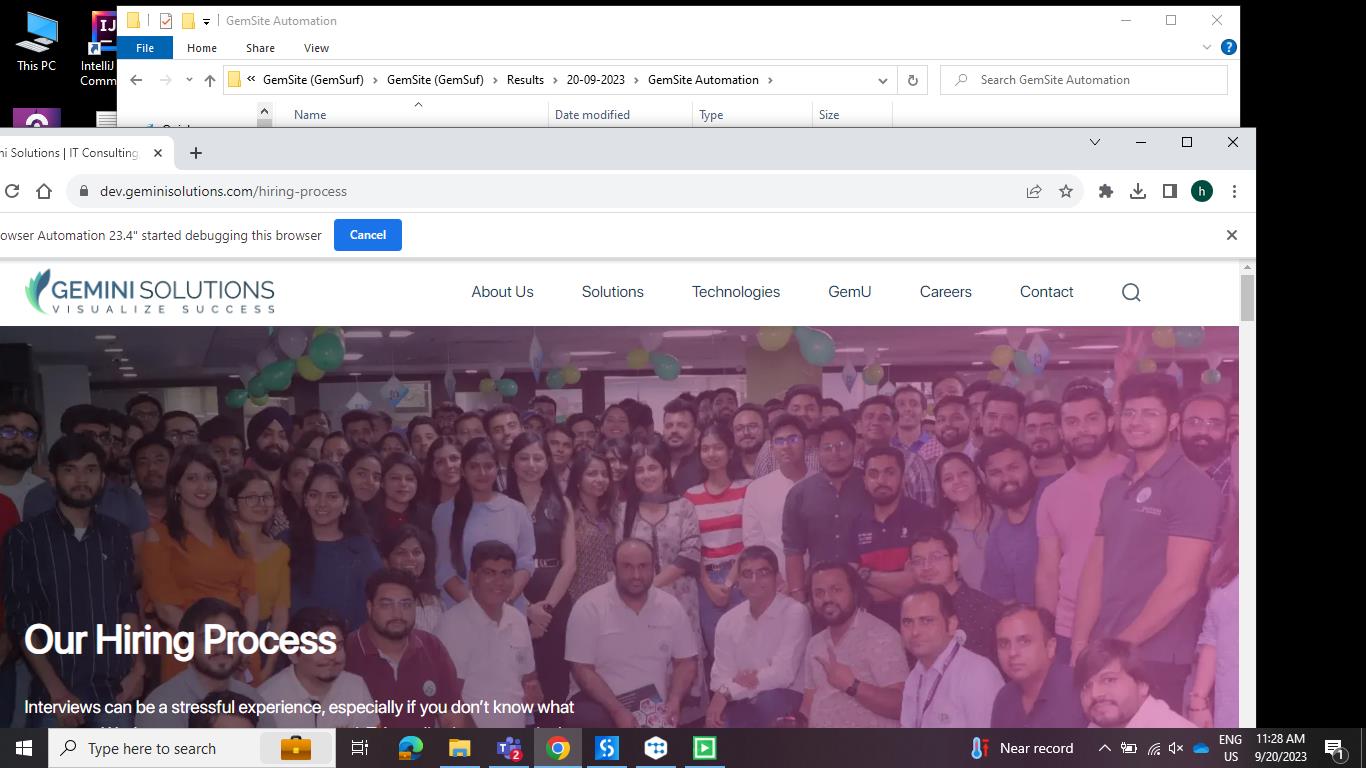 This PC
IntelliJ
Comm
GemSite Automation
File
Home
Share
View
GemSite (GemSurf)
GemSite (GemSuf)
Results
20-09-2023
GemSite Automation
Search GemSite Automation
Name
Date modified
Type
Size
ni Solutions | IT Consulting
dev.geminisolutions.com/hiring-process
h
owser Automation 23.4" started debugging this browser
Cancel
GEMINI SOLUTIONS
VISUALIZE SUCCESS
About Us
Solutions
Technologies
GemU
Careers
Contact
Our Hiring Process
Interviews can be a stressful experience, especially if you don't know what
Type here to search
2
Near record
ENG
US
11:28 AM
9/20/2023
1